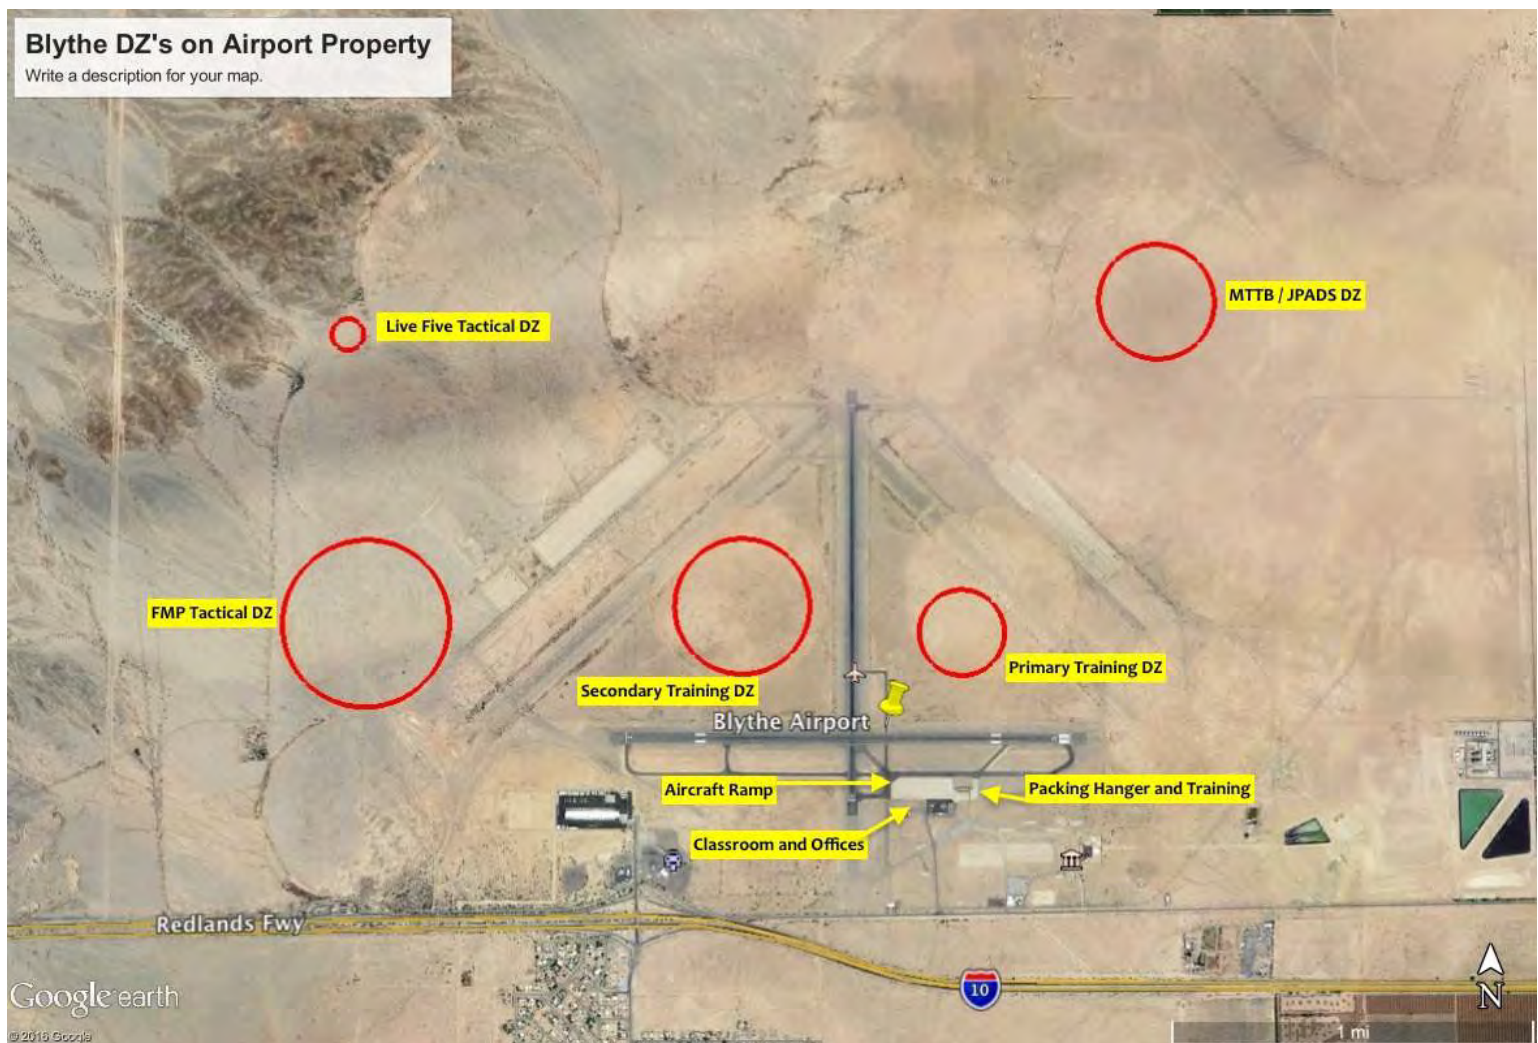 Blythe DZ's on Airport Property
Write a description for your map.
MTTB / JPADS DZ
Live Five Tactical DZ
FMP Tactical DZ
Primary Training DZ
Secondary Training DZ
Blythe Airport
Aircraft Ramp
Packing Hanger and Training
Classroom and Offices
Redlands Fwy
10
Google earth
N
© 2016 Google
1 mi